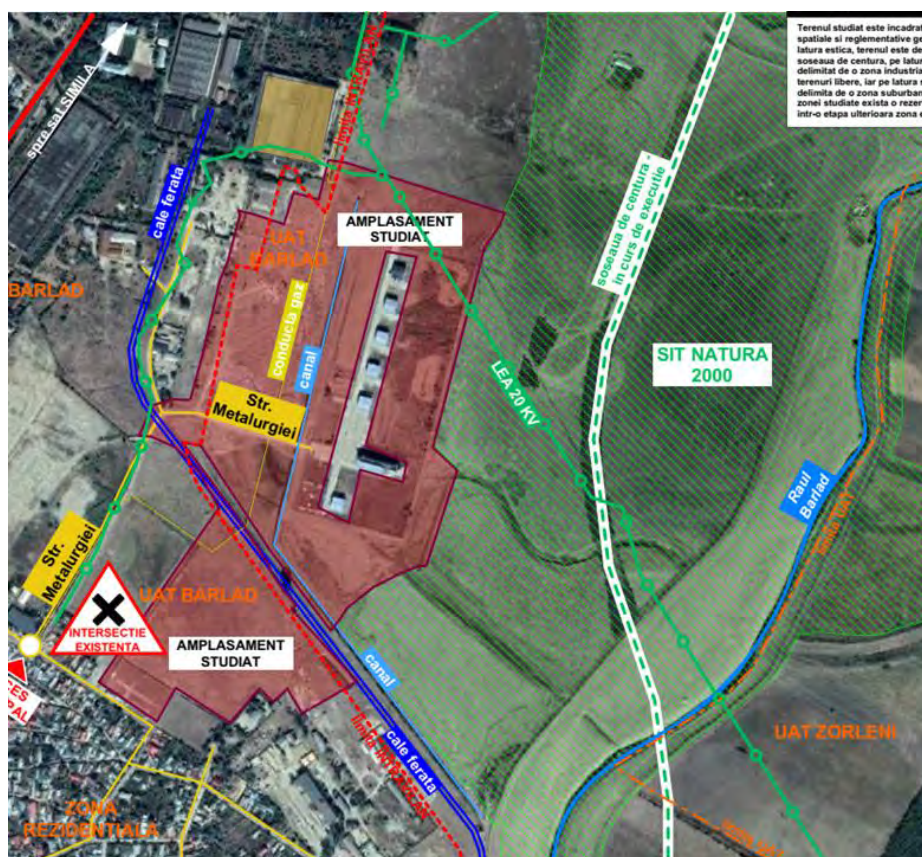 Terenul studiat este incadrat
spatiale si reglementative ge
latura estica, terenul este de
soseaua de centura, pe latur
delimitat de o zona industria
terenuri libere, iar pe latura s
delimita de o zona suburban
zonei studiate exista o rezer
intr-o etapa ulterioara zona e
spre sat SIMILA
limita INTRAVILAN
cale ferata
AMPLASAMENT
STUDIAT
UAT
BARLAD
BARLAD
conducta gaz
canal
soseaua de centura -
in curs de executie
SIT NATURA
2000
LEA 20 KV
Str.
Metalurgiei
Raul
Barlad
limita UAT
Str.
Metalurgiei
INTERSECTIE
EXISTENTA
UAT BARLAD
AMPLASAMENT
STUDIAT
CES
PAL
canal
limita INTRAVILAN
cale ferata
UAT ZORLENI
ZONA
REZIDENTIALA
limita UAT